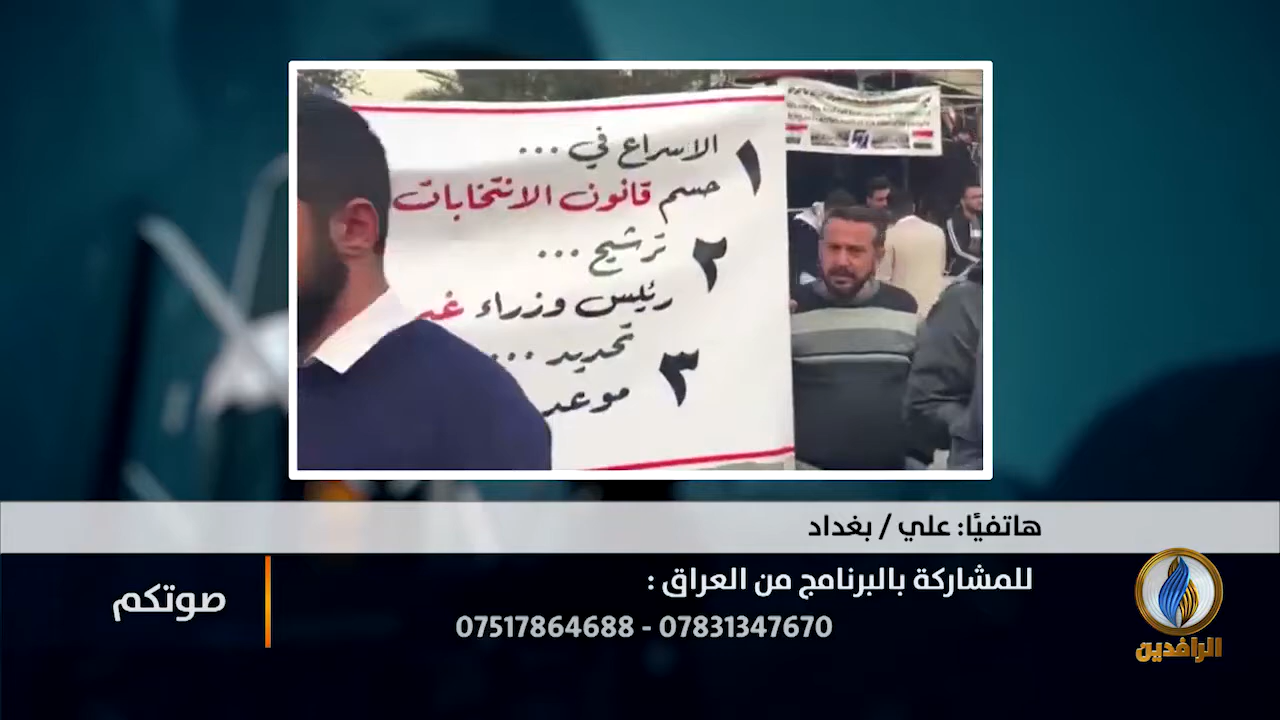 ١ الاسراع في ...
حسم قانون الانتخابات
٢ ترشيح ...
رئيس وزراء
٣ تحديد ...
موعد
هاتفيًا: علي / بغداد
للمشاركة بالبرنامج من العراق :
07517864688 - 07831347670
صوتكم
الرافدين